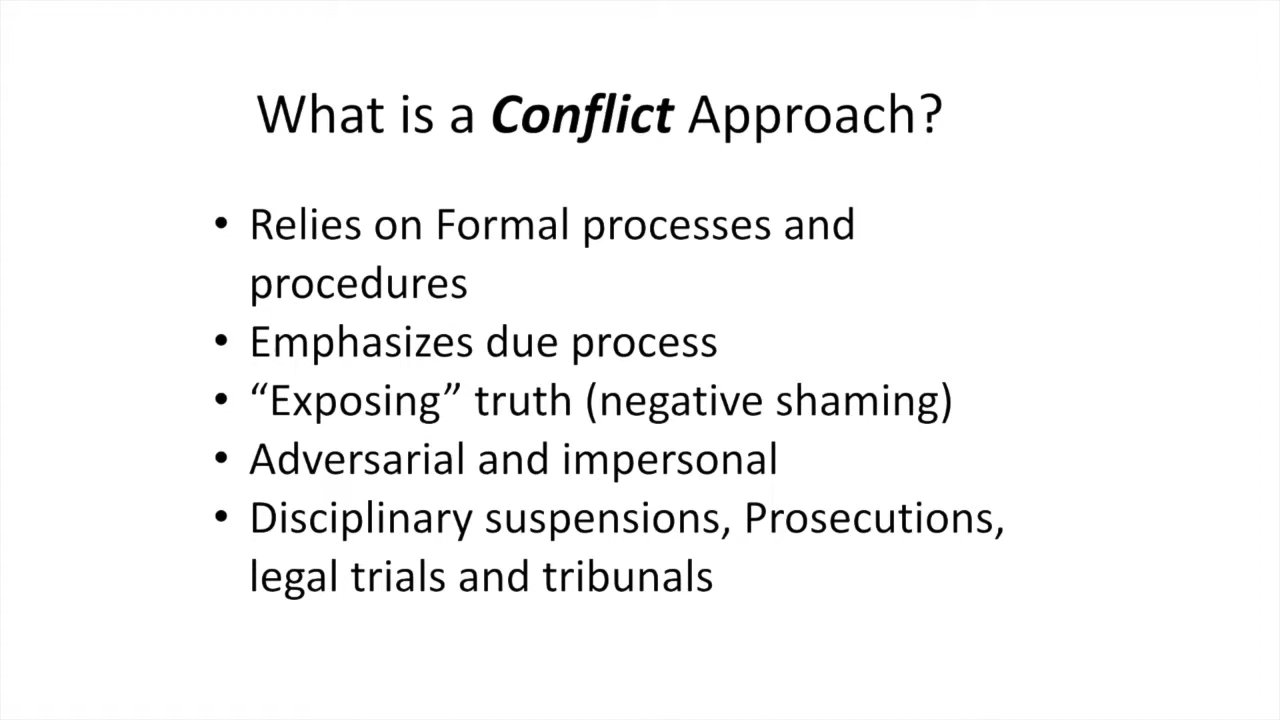 What is a Conflict Approach?
• Relies on Formal processes and
procedures
• Emphasizes due process
• “Exposing” truth (negative shaming)
• Adversarial and impersonal
• Disciplinary suspensions, Prosecutions,
legal trials and tribunals